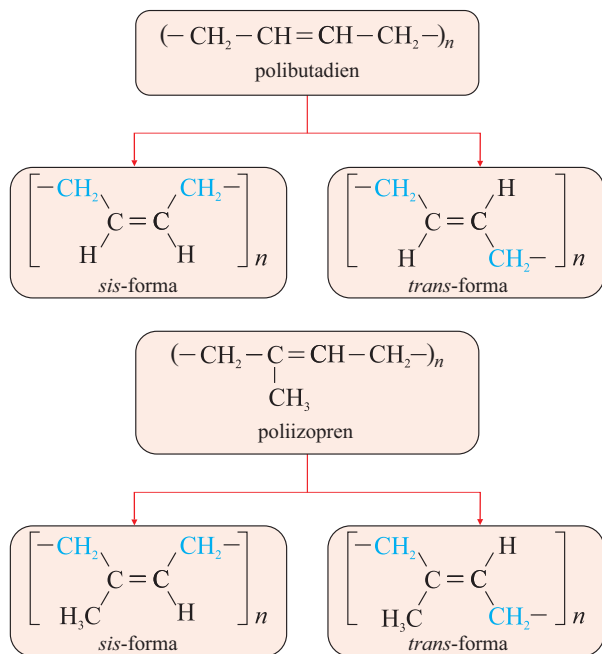 (– CH₂ – CH = CH – CH₂ –)n
polibutadien
–CH₂ CH₂– –CH₂ H
C = C C = C
H H n H CH₂– n
sis-forma trans-forma
(– CH₂ – C = CH – CH₂ –)n
CH₃
poliizopren
–CH₂ CH₂– –CH₂ H
C = C C = C
H₃C H n H₃C CH₂– n
sis-forma trans-forma